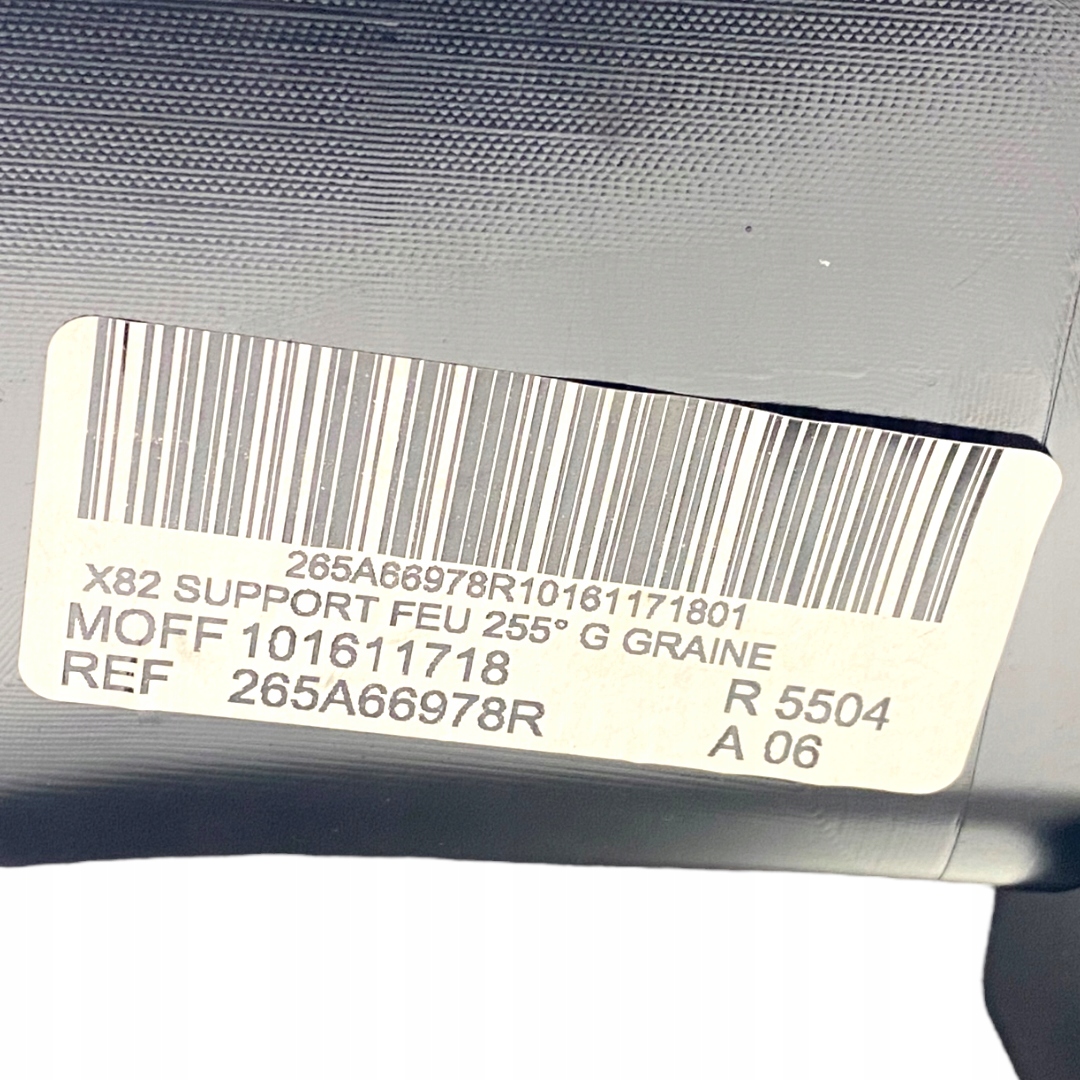 265A66978R10161171801
X82 SUPPORT FEU 255° G GRAINE
MOFF 101611718
REF 265A66978R
R 5504
A 06